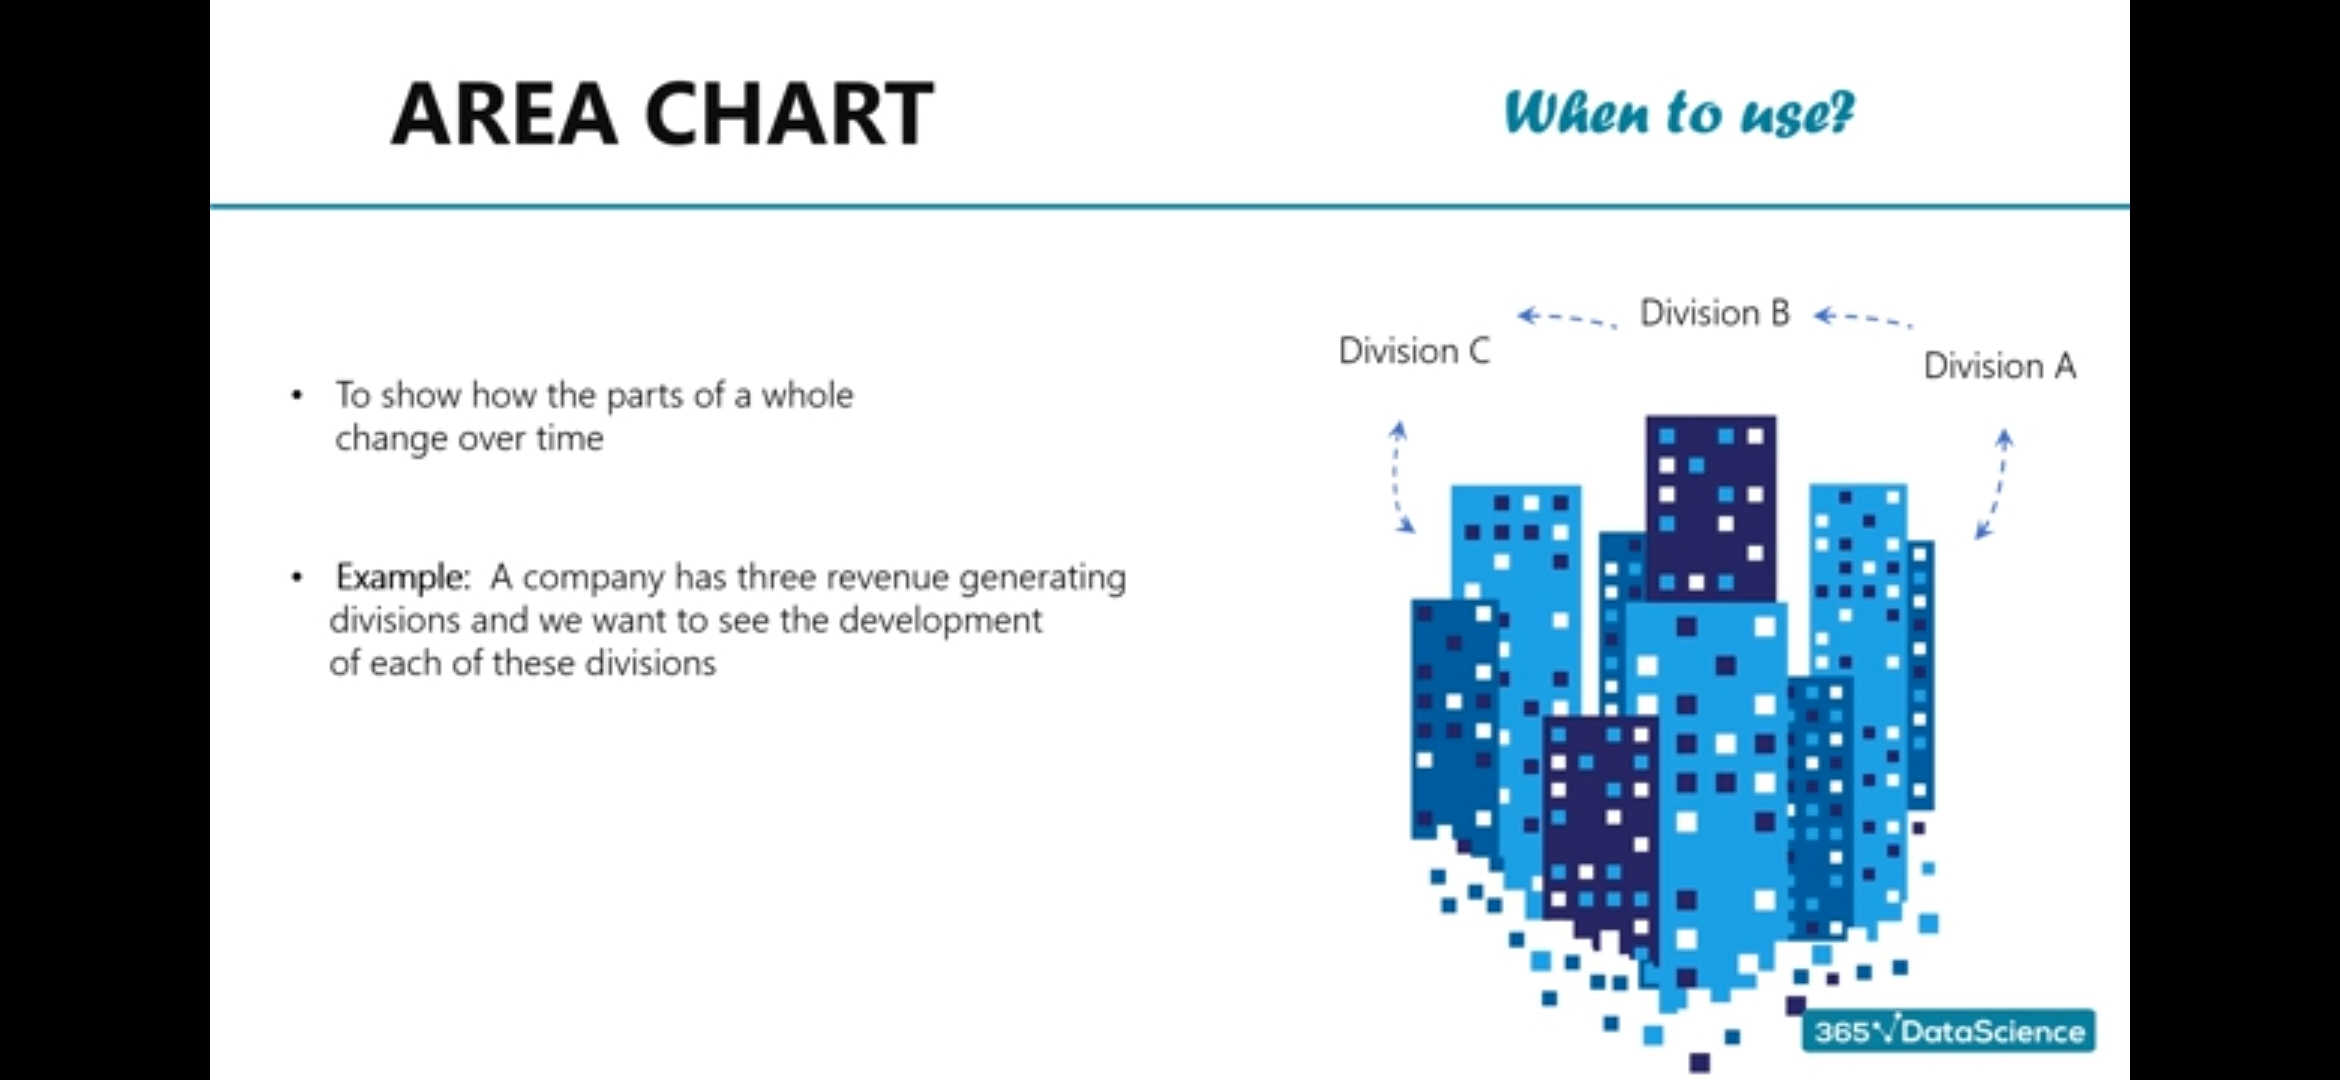 AREA CHART
When to use?
• To show how the parts of a whole
change over time
• Example: A company has three revenue generating
divisions and we want to see the development
of each of these divisions
Division C
Division B
Division A
365 DataScience